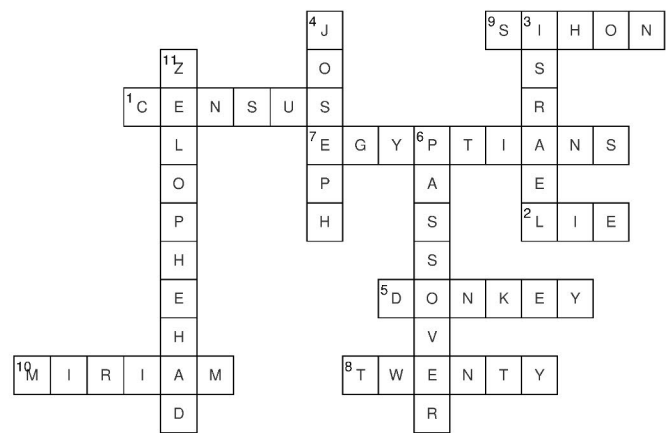 4 J 9 S 3 I H O N
11 Z O S
1 C E N S U S R
L 7 E G Y 6 P T I A N S
O P A E
P H S 2 L I E
H S
E 5 D O N K E Y
H V
10 M I R I A M 8 T W E N T Y
D R